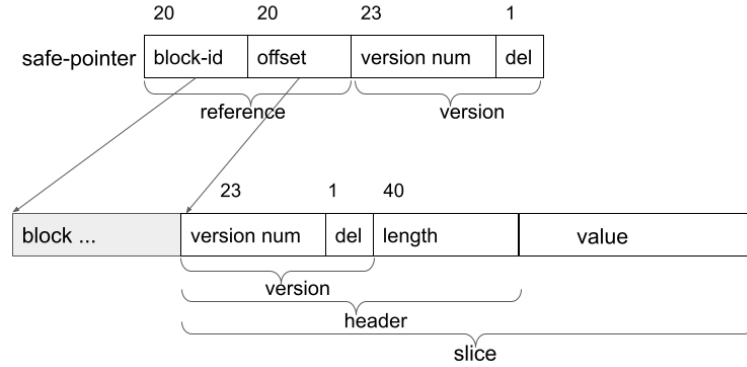 20 20 23 1
safe-pointer block-id offset version num del
reference version
23 1 40
block ... version num del length value
version
header
slice